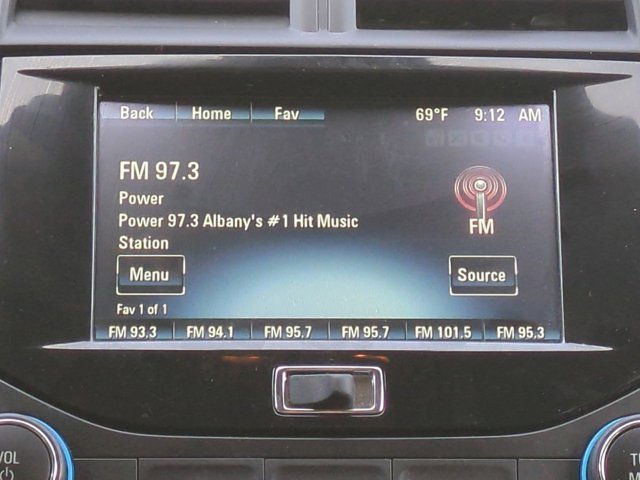 Back Home Fav 69°F 9:12 AM
FM 97.3
Power
Power 97.3 Albany's #1 Hit Music
Station
FM
Menu Source
Fav 1 of 1
FM 93.3 FM 94.1 FM 95.7 FM 95.7 FM 101.5 FM 95.3
VOL